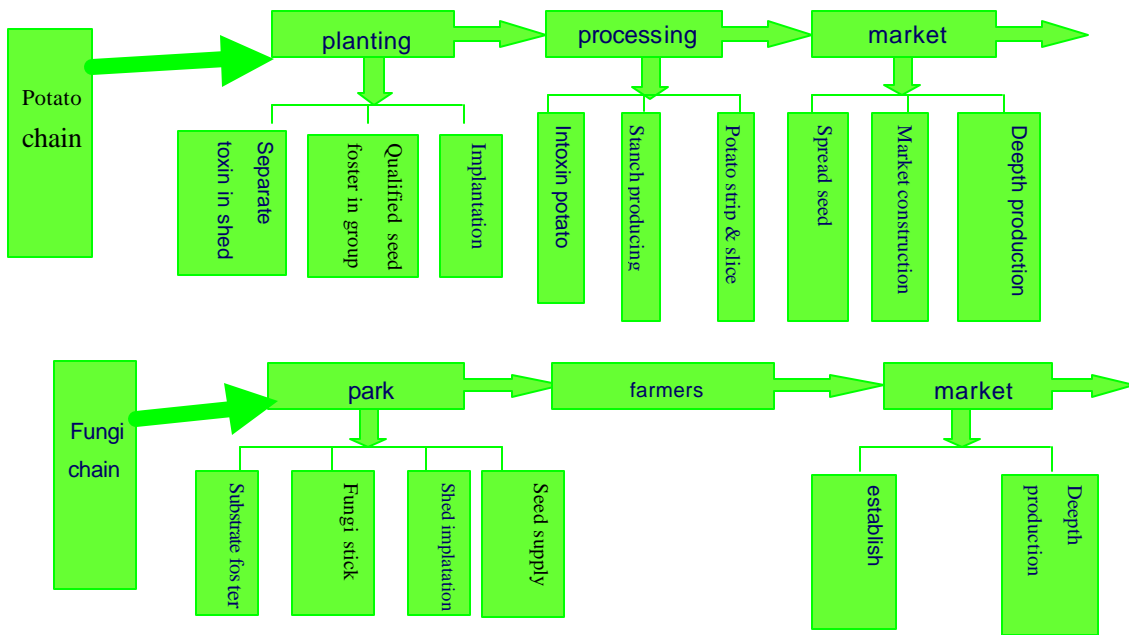 Potato
chain
planting
processing
market
Separate
toxin in shed
Qualified seed
foster in group
Implantation
Intoxin potato
Stanch producing
Potato strip & slice
Spread seed
Market construction
Deepth production
Fungi
chain
park
farmers
market
Substrate foster
Fungi stick
Shed implatation
Seed supply
establish
Deepth
production